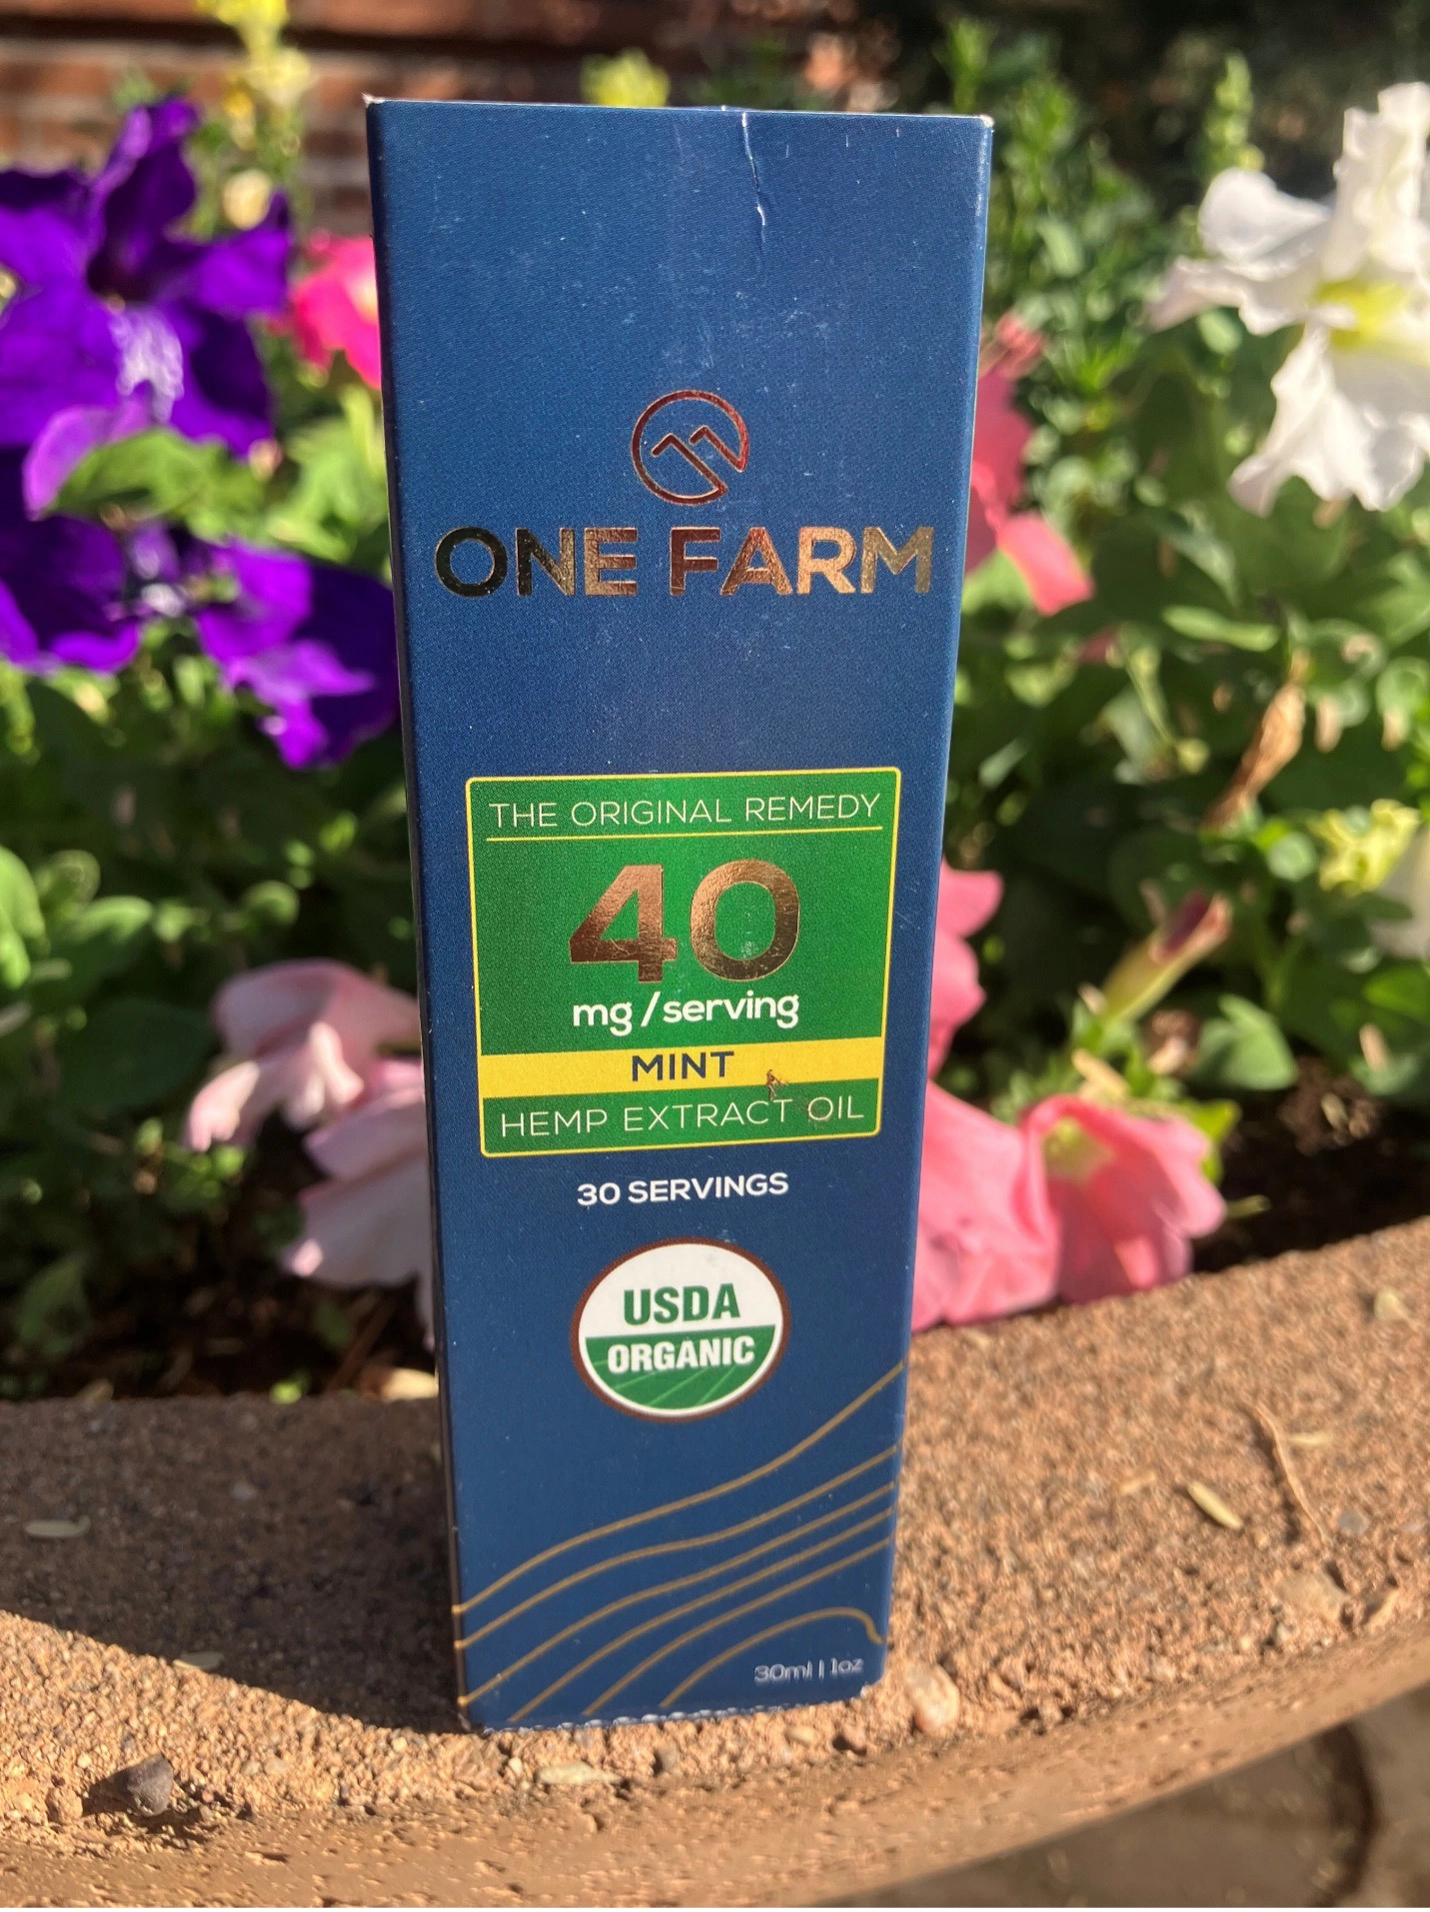 ONE FARM
THE ORIGINAL REMEDY
40
mg/serving
MINT
HEMP EXTRACT OIL
30 SERVINGS
USDA
ORGANIC
30ml | 1oz